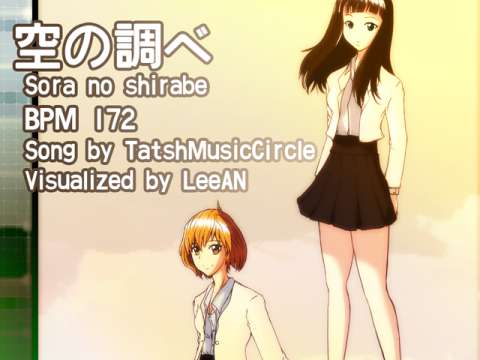 空の調べ
Sora no shirabe
BPM 172
Song by TatshMusicCircle
Visualized by LeeAN